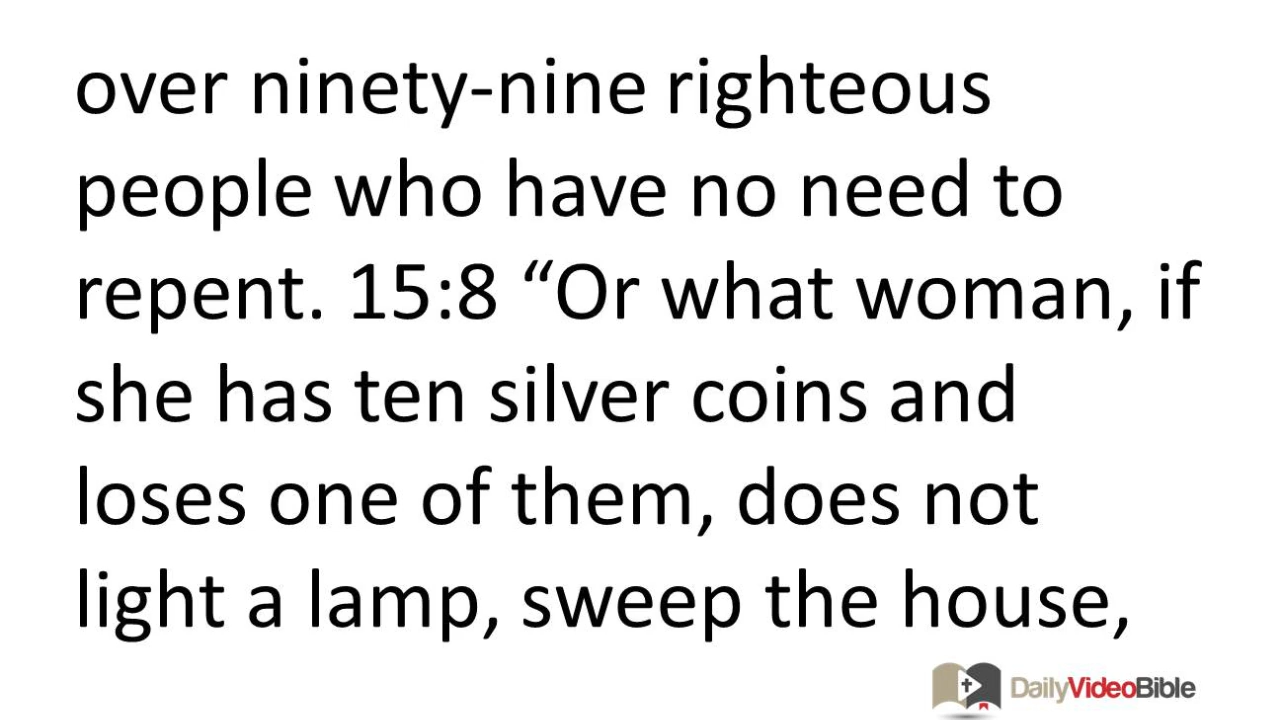 over ninety-nine righteous
people who have no need to
repent. 15:8 “Or what woman, if
she has ten silver coins and
loses one of them, does not
light a lamp, sweep the house,
DailyVideoBible